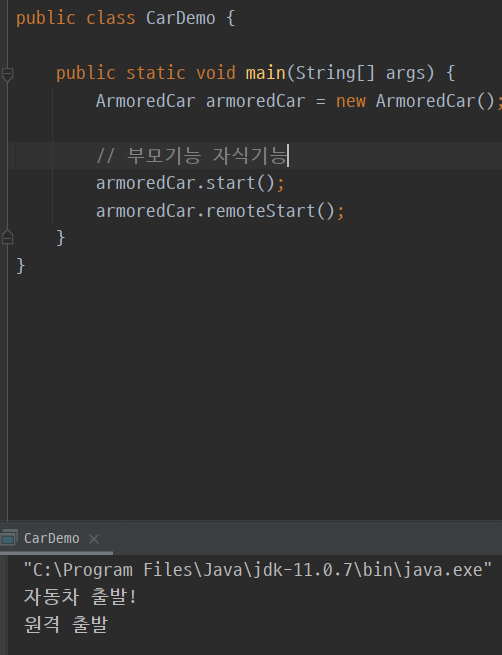 public class CarDemo {
public static void main(String[] args) {
ArmoredCar armoredCar = new ArmoredCar();
// 부모기능 자식기능
armoredCar.start();
armoredCar.remoteStart();
}
}
CarDemo
"C:\Program Files\Java\jdk-11.0.7\bin\java.exe"
자동차 출발!
원격 출발